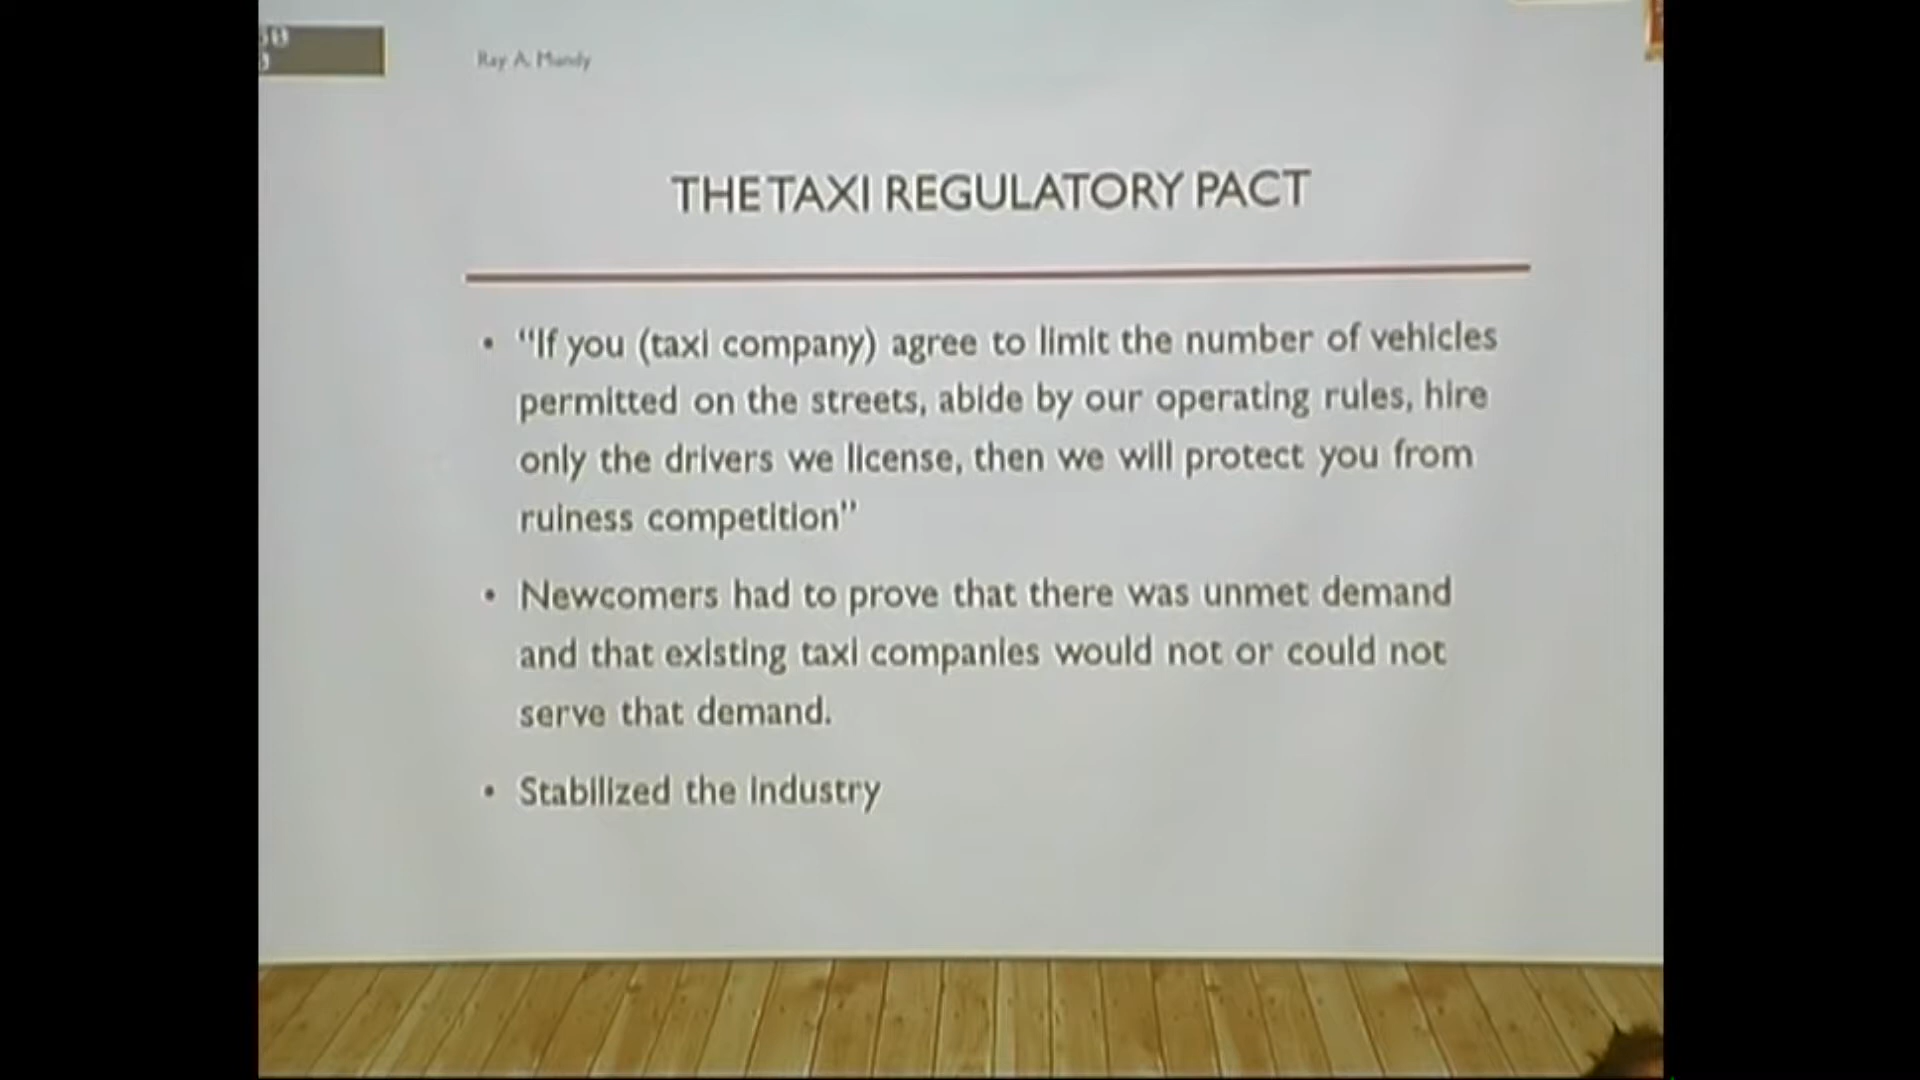 Ray A. Mundy
THE TAXI REGULATORY PACT
• “If you (taxi company) agree to limit the number of vehicles
permitted on the streets, abide by our operating rules, hire
only the drivers we license, then we will protect you from
ruiness competition”
• Newcomers had to prove that there was unmet demand
and that existing taxi companies would not or could not
serve that demand.
• Stabilized the industry